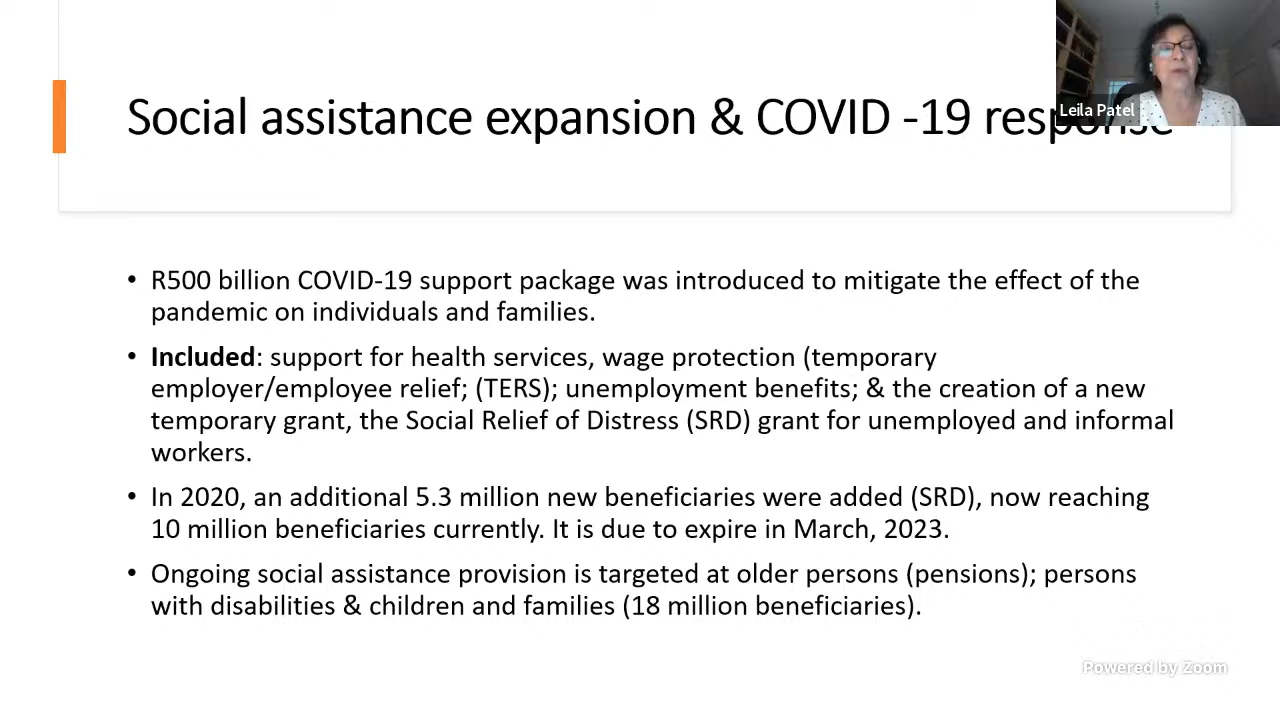 Social assistance expansion & COVID -19 response
Leila Patel
• R500 billion COVID-19 support package was introduced to mitigate the effect of the
pandemic on individuals and families.
• Included: support for health services, wage protection (temporary
employer/employee relief; (TERS); unemployment benefits; & the creation of a new
temporary grant, the Social Relief of Distress (SRD) grant for unemployed and informal
workers.
• In 2020, an additional 5.3 million new beneficiaries were added (SRD), now reaching
10 million beneficiaries currently. It is due to expire in March, 2023.
• Ongoing social assistance provision is targeted at older persons (pensions); persons
with disabilities & children and families (18 million beneficiaries).
Powered by Zoom